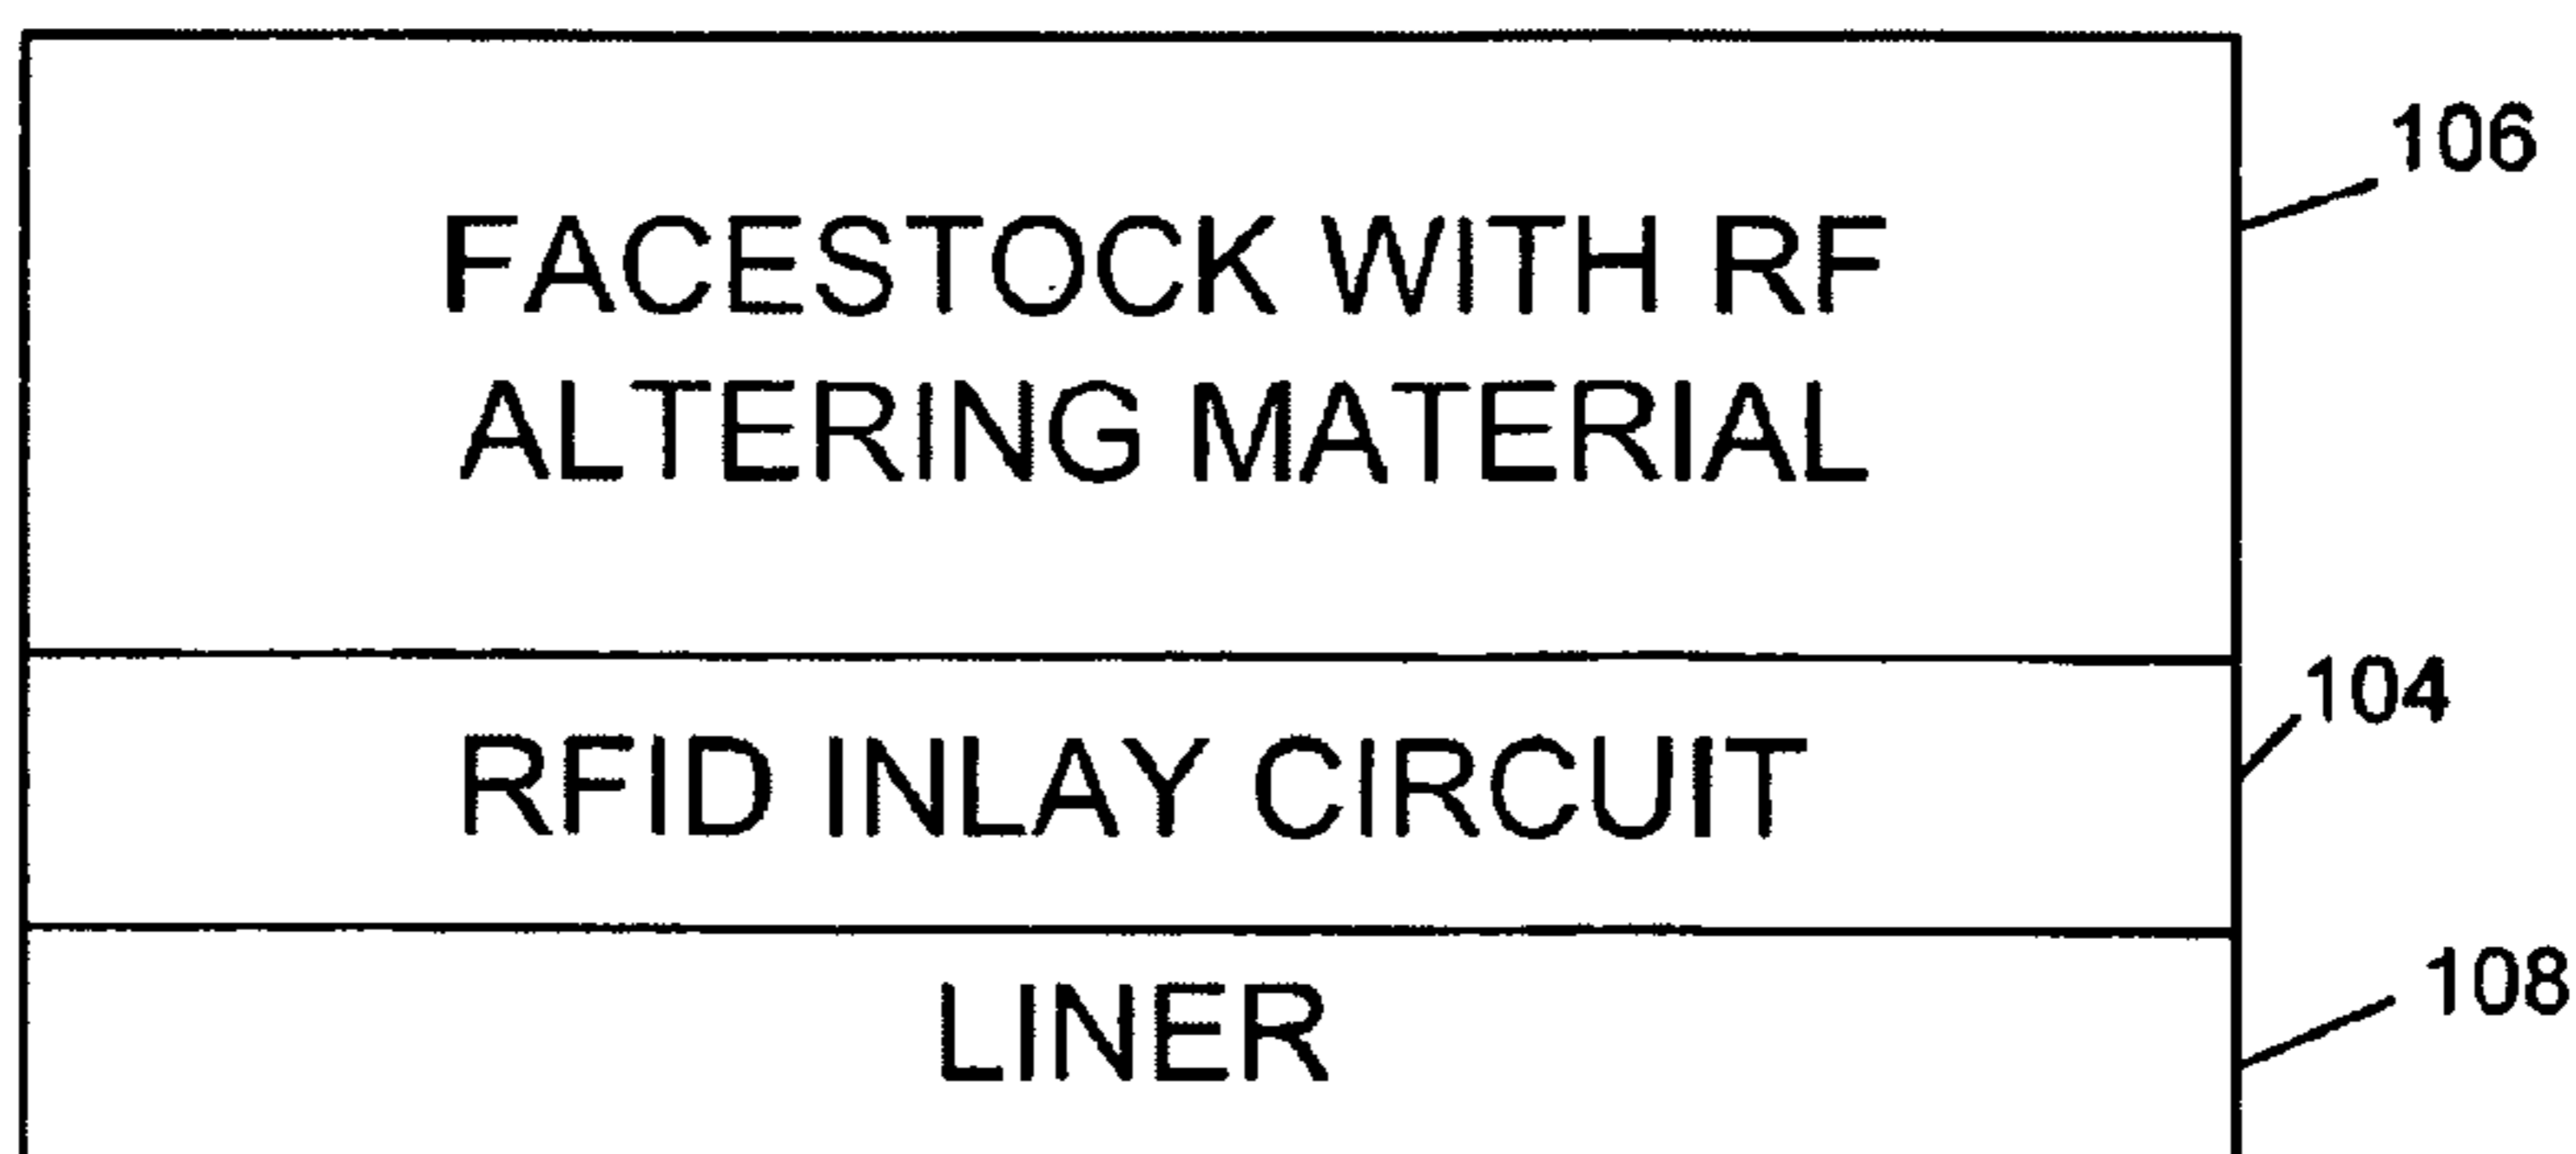 106
FACESTOCK WITH RF
ALTERING MATERIAL
104
RFID INLAY CIRCUIT
108
LINER